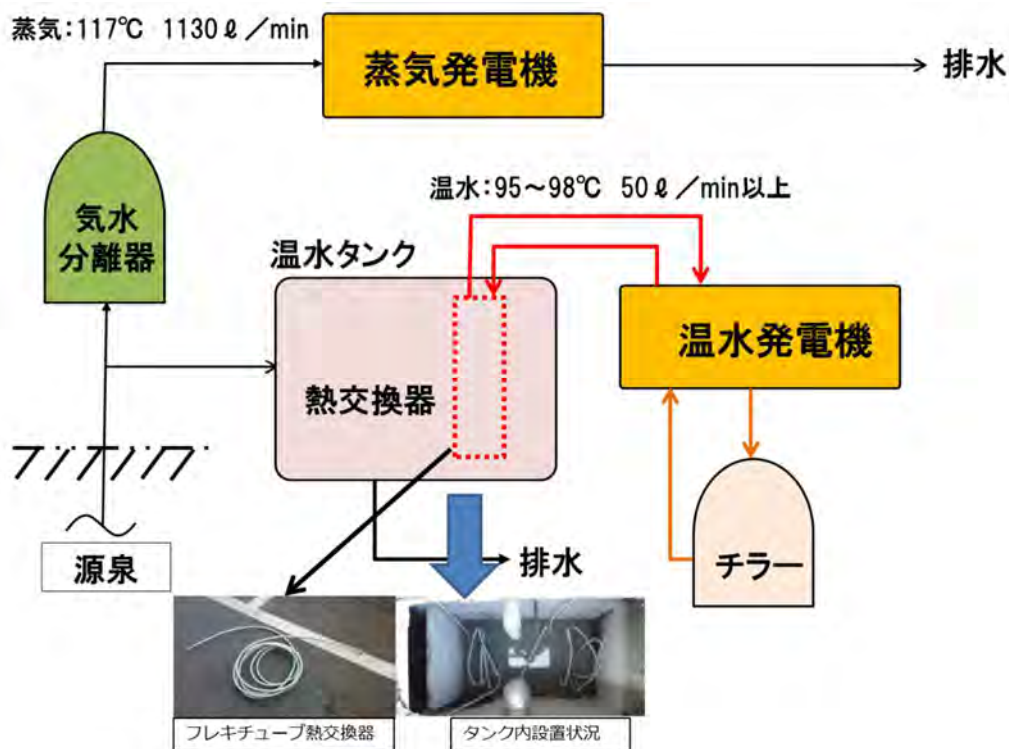 蒸気:117℃ 1130ℓ/min
蒸気発電機
排水
気水
分離器
温水:95～98℃ 50ℓ/min以上
温水タンク
温水発電機
熱交換器
チラー
源泉
排水
フレキチューブ熱交換器
タンク内設置状況